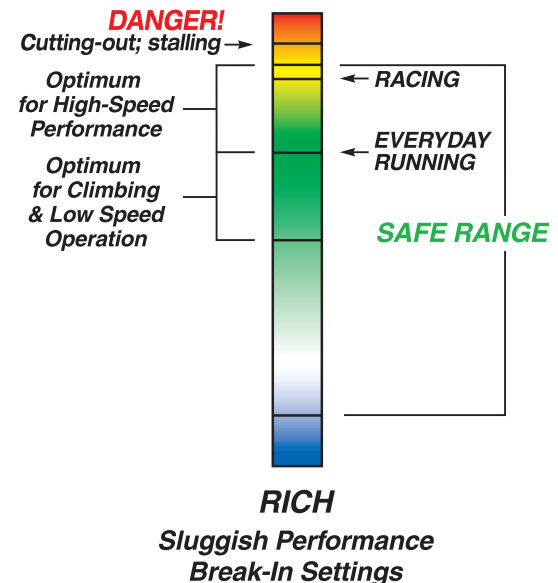 DANGER!
Cutting-out; stalling
Optimum
for High-Speed
Performance
Optimum
for Climbing
& Low Speed
Operation
RACING
EVERYDAY
RUNNING
SAFE RANGE
RICH
Sluggish Performance
Break-In Settings